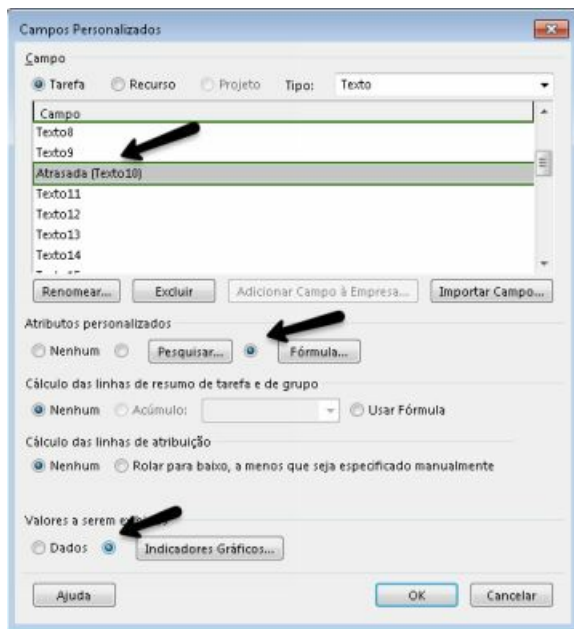 Campos Personalizados
Campo
Tarefa Recurso Projeto Tipo: Texto
Campo
Texto8
Texto9
Atrasada (Texto10)
Texto11
Texto12
Texto13
Texto14
Renomear... Excluir Adicionar Campo à Empresa... Importar Campo...
Atributos personalizados
Nenhum Pesquisar... Fórmula...
Cálculo das linhas de resumo de tarefa e de grupo
Nenhum Acúmulo: Usar Fórmula
Cálculo das linhas de atribuição
Nenhum Rolar para baixo, a menos que seja especificado manualmente
Valores a serem
Dados Indicadores Gráficos...
Ajuda OK Cancelar